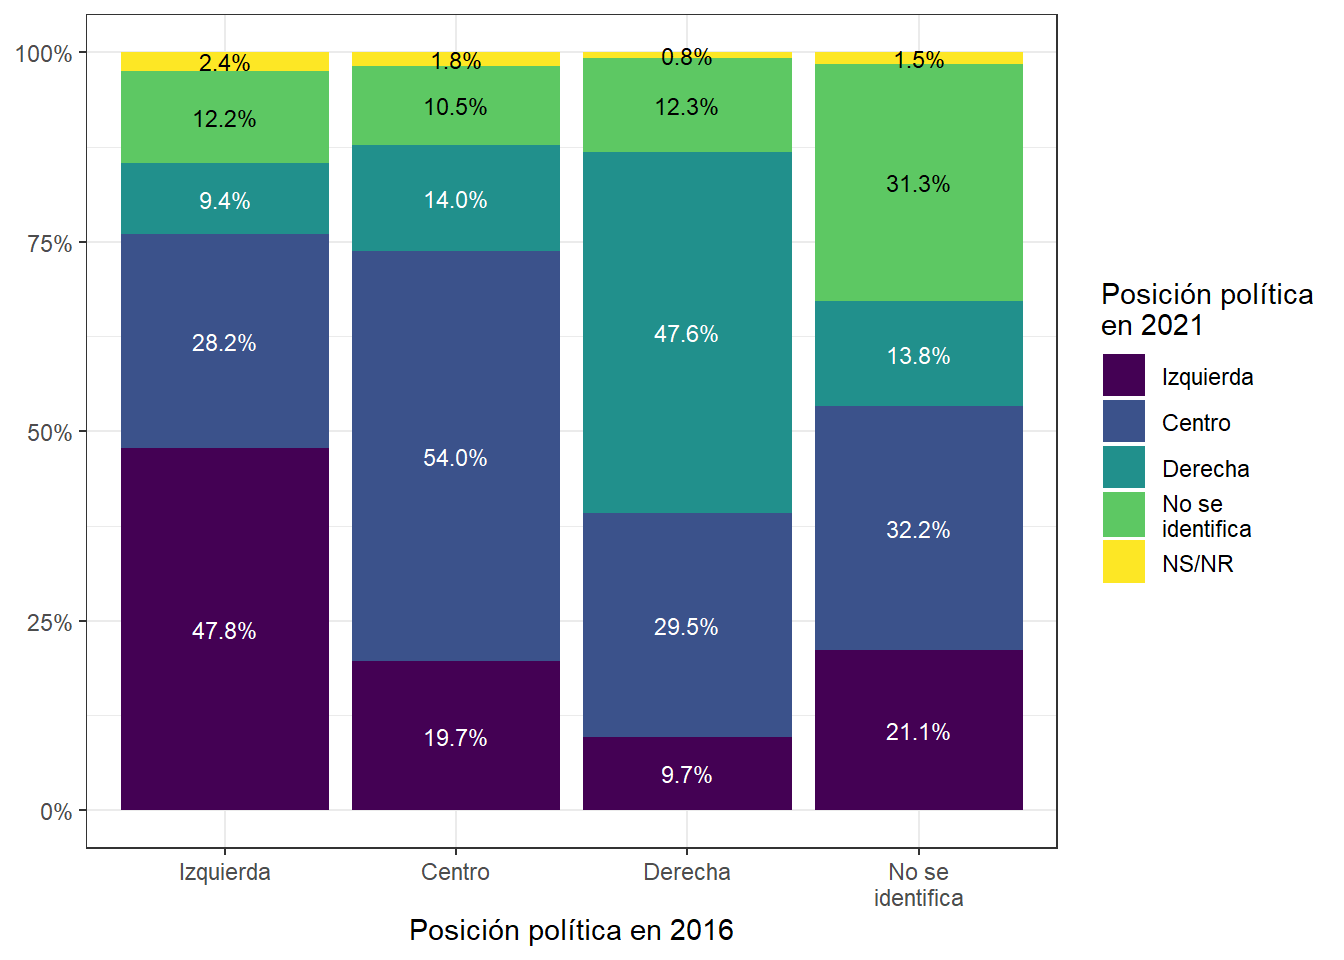 100%
75%
50%
25%
0%
2.4%
12.2%
9.4%
28.2%
47.8%
1.8%
10.5%
14.0%
54.0%
19.7%
0.8%
12.3%
47.6%
29.5%
9.7%
1.5%
31.3%
13.8%
32.2%
21.1%
Izquierda
Centro
Derecha
No se
identifica
Posición política en 2016
Posición política
en 2021
Izquierda
Centro
Derecha
No se
identifica
NS/NR